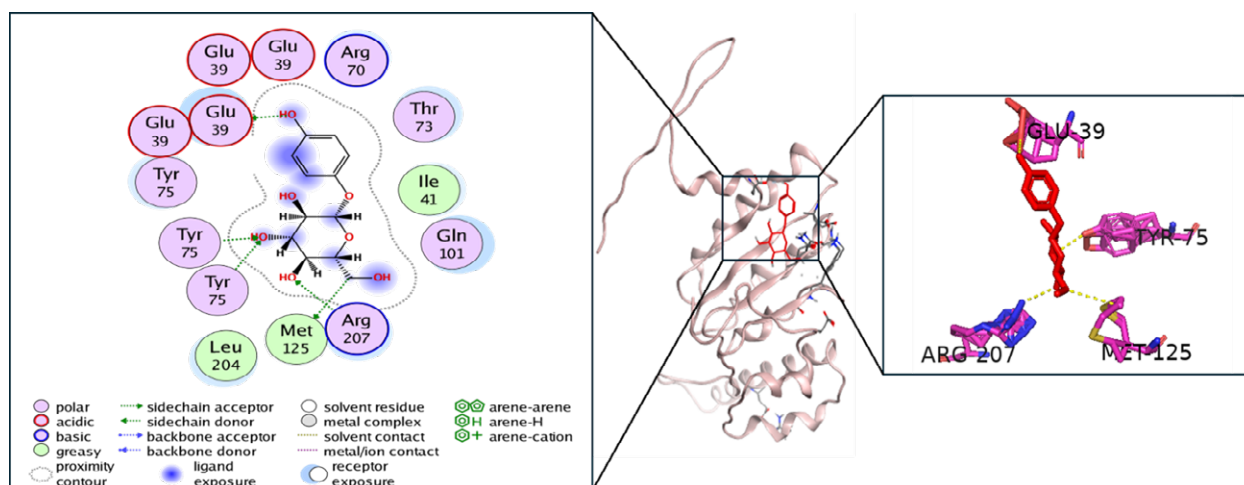 Glu
39
Glu
39
Arg
70
Glu
39
Glu
39
Thr
73
Tyr
75
Ile
41
Tyr
75
Gln
101
Tyr
75
Met
125
Arg
207
Leu
204
HO
HO
HO
HO
OH
O
O
H
H
H
H
H
polar
acidic
basic
greasy
proximity
contour
sidechain acceptor
sidechain donor
backbone acceptor
backbone donor
ligand
exposure
solvent residue
metal complex
solvent contact
metal/ion contact
receptor
exposure
arene-arene
H arene-H
+ arene-cation
GLU 39
TYR 75
ARG 207
MET 125